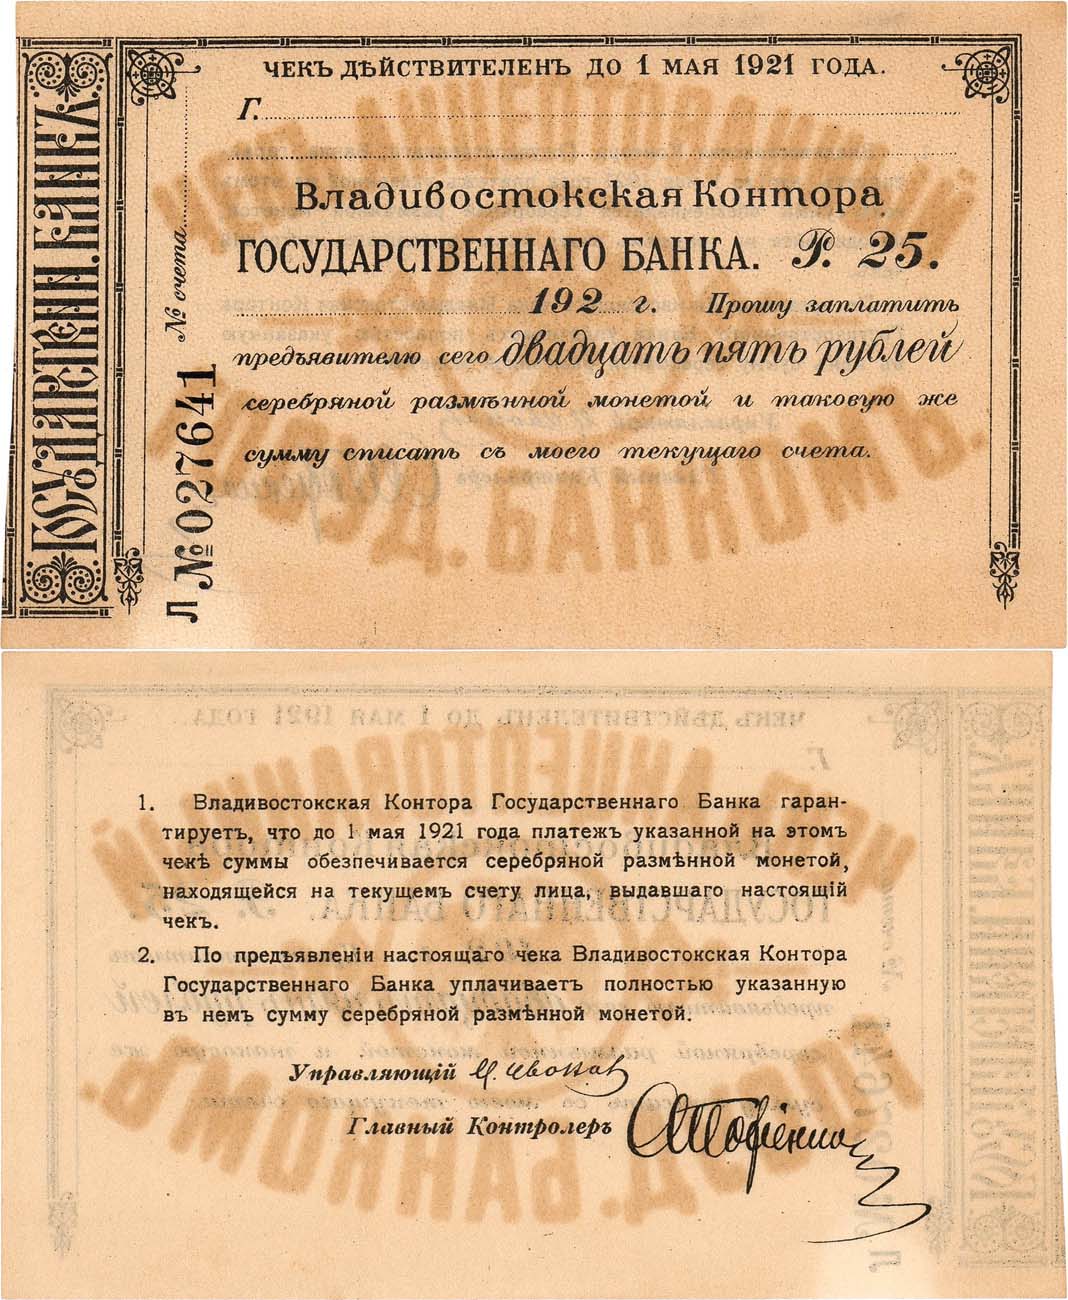 ЧЕКЪ ДѢЙСТВИТЕЛЕНЪ ДО 1 МАЯ 1921 ГОДА.
Г.
Владивостокская Контора
ГОСУДАРСТВЕННАГО БАНКА. Р. 25.
192 г. Прошу заплатить
предъявителю сего двадцать пять рублей
серебряной размѣнной монетой и таковую же
сумму списать съ моего текущаго счета.
ГОСУДАРСТВЕНН. БАНКЪ
№ счета
Л № 027641
1. Владивостокская Контора Государственнаго Банка гаран-
тируетъ, что до 1 мая 1921 года платежъ указанной на этомъ
чекѣ суммы обезпечивается серебряной размѣнной монетой,
находящейся на текущемъ счету лица, выдавшаго настоящій
чекъ.
2. По предъявленіи настоящаго чека Владивостокская Контора
Государственнаго Банка уплачиваетъ полностью указанную
въ немъ сумму серебряной размѣнной монетой.
Управляющій
Главный Контролеръ